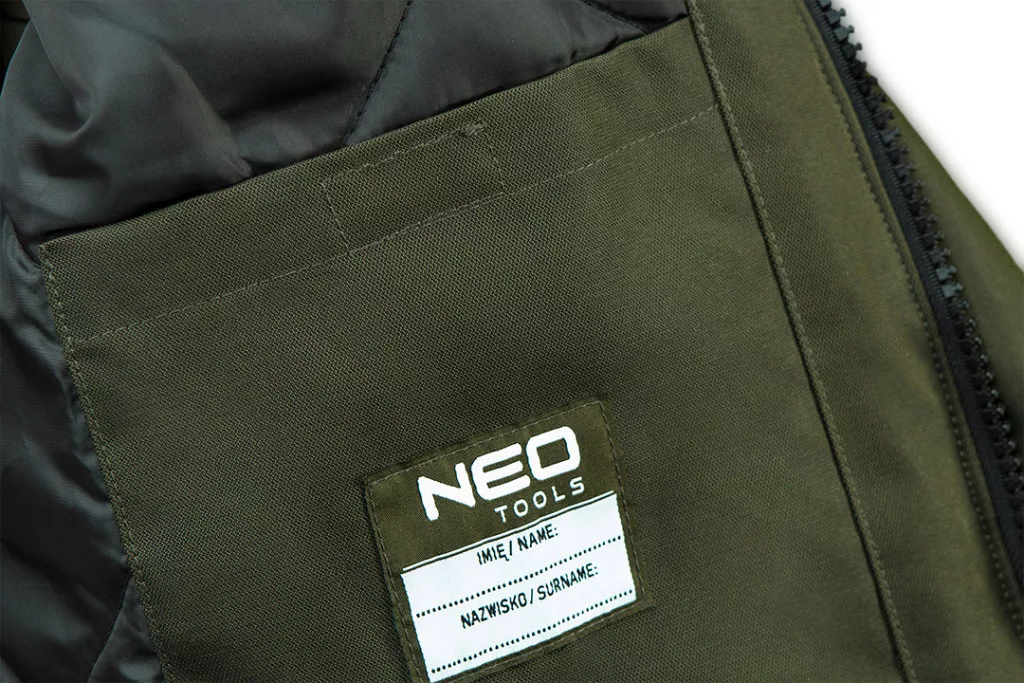 NEO
TOOLS
IMIĘ / NAME:
NAZWISKO / SURNAME: